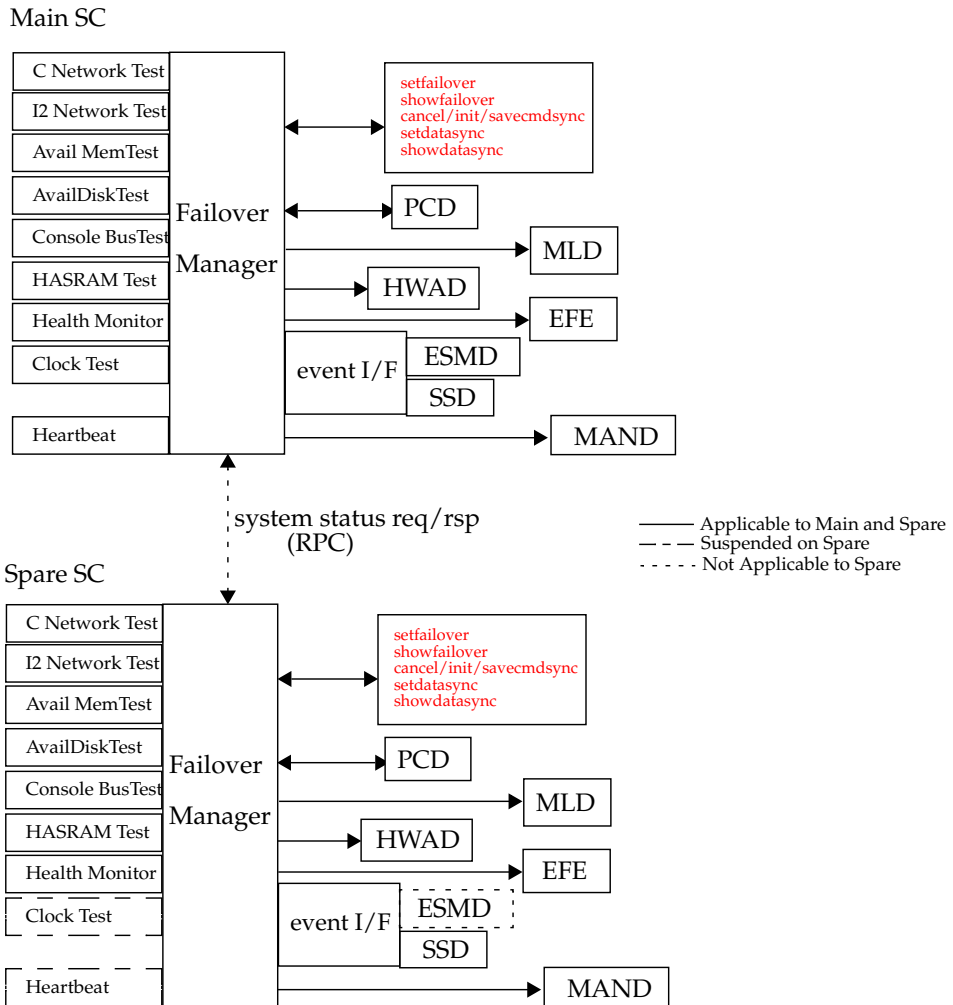 Main SC
C Network Test
I2 Network Test
Avail MemTest
AvailDiskTest
Console BusTest
HASRAM Test
Health Monitor
Clock Test
Heartbeat
Failover
Manager
setfailover
showfailover
cancel/init/savecmdsync
setdatasync
showdatasync
PCD
MLD
HWAD
EFE
event I/F
ESMD
SSD
MAND
system status req/rsp
(RPC)
Applicable to Main and Spare
Suspended on Spare
Not Applicable to Spare
Spare SC
C Network Test
I2 Network Test
Avail MemTest
AvailDiskTest
Console BusTest
HASRAM Test
Health Monitor
Clock Test
Heartbeat
Failover
Manager
setfailover
showfailover
cancel/init/savecmdsync
setdatasync
showdatasync
PCD
MLD
HWAD
EFE
event I/F
ESMD
SSD
MAND